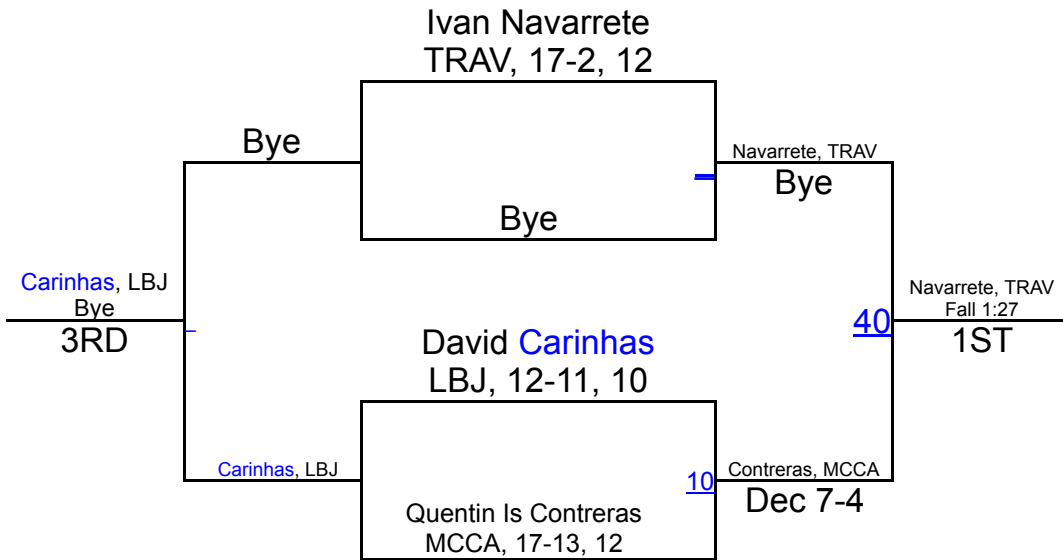 Ivan Navarrete
TRAV, 17-2, 12
Bye
Navarrete, TRAV
Bye
Bye
Carinhas, LBJ
Bye
3RD
Navarrete, TRAV
Fall 1:27
1ST
40
David Carinhas
LBJ, 12-11, 10
Carinhas, LBJ
10
Contreras, MCCA
Dec 7-4
Quentin Is Contreras
MCCA, 17-13, 12